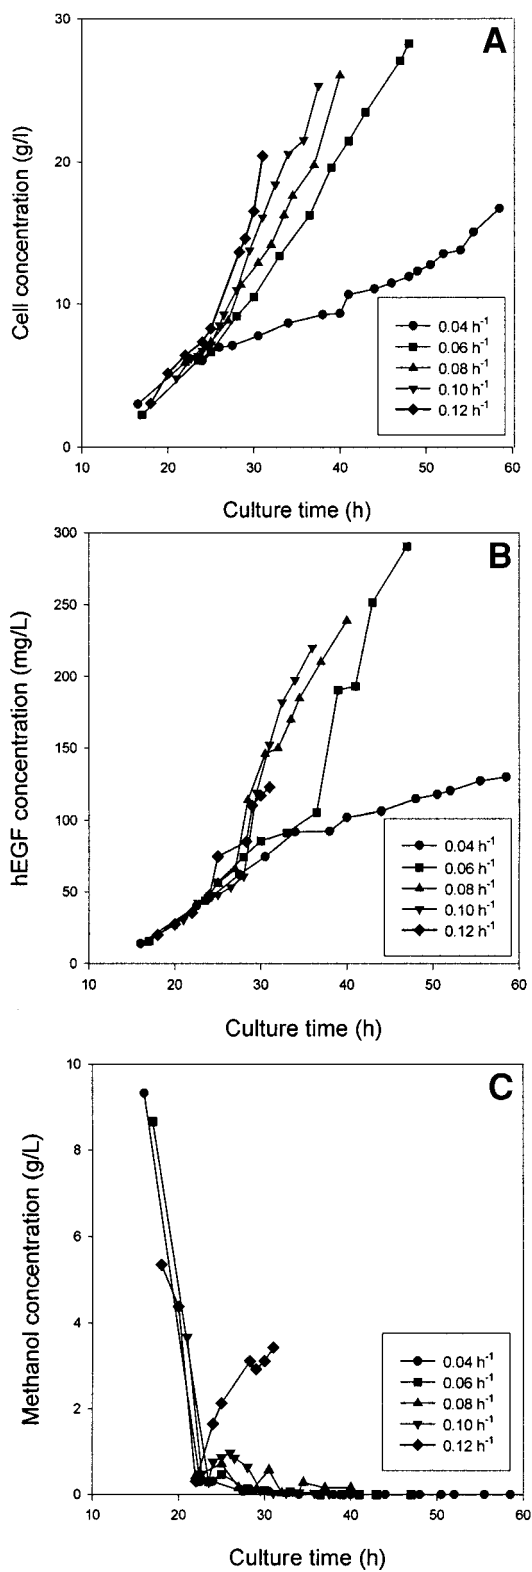 A
30
20
10
0
Cell concentration (g/l)
0.04 h-1
0.06 h-1
0.08 h-1
0.10 h-1
0.12 h-1
10 20 30 40 50 60
Culture time (h)
B
300
250
200
150
100
50
0
hEGF concentration (mg/L)
0.04 h-1
0.06 h-1
0.08 h-1
0.10 h-1
0.12 h-1
10 20 30 40 50 60
Culture time (h)
C
10
8
6
4
2
0
Methanol concentration (g/L)
0.04 h-1
0.06 h-1
0.08 h-1
0.10 h-1
0.12 h-1
10 20 30 40 50 60
Culture time (h)